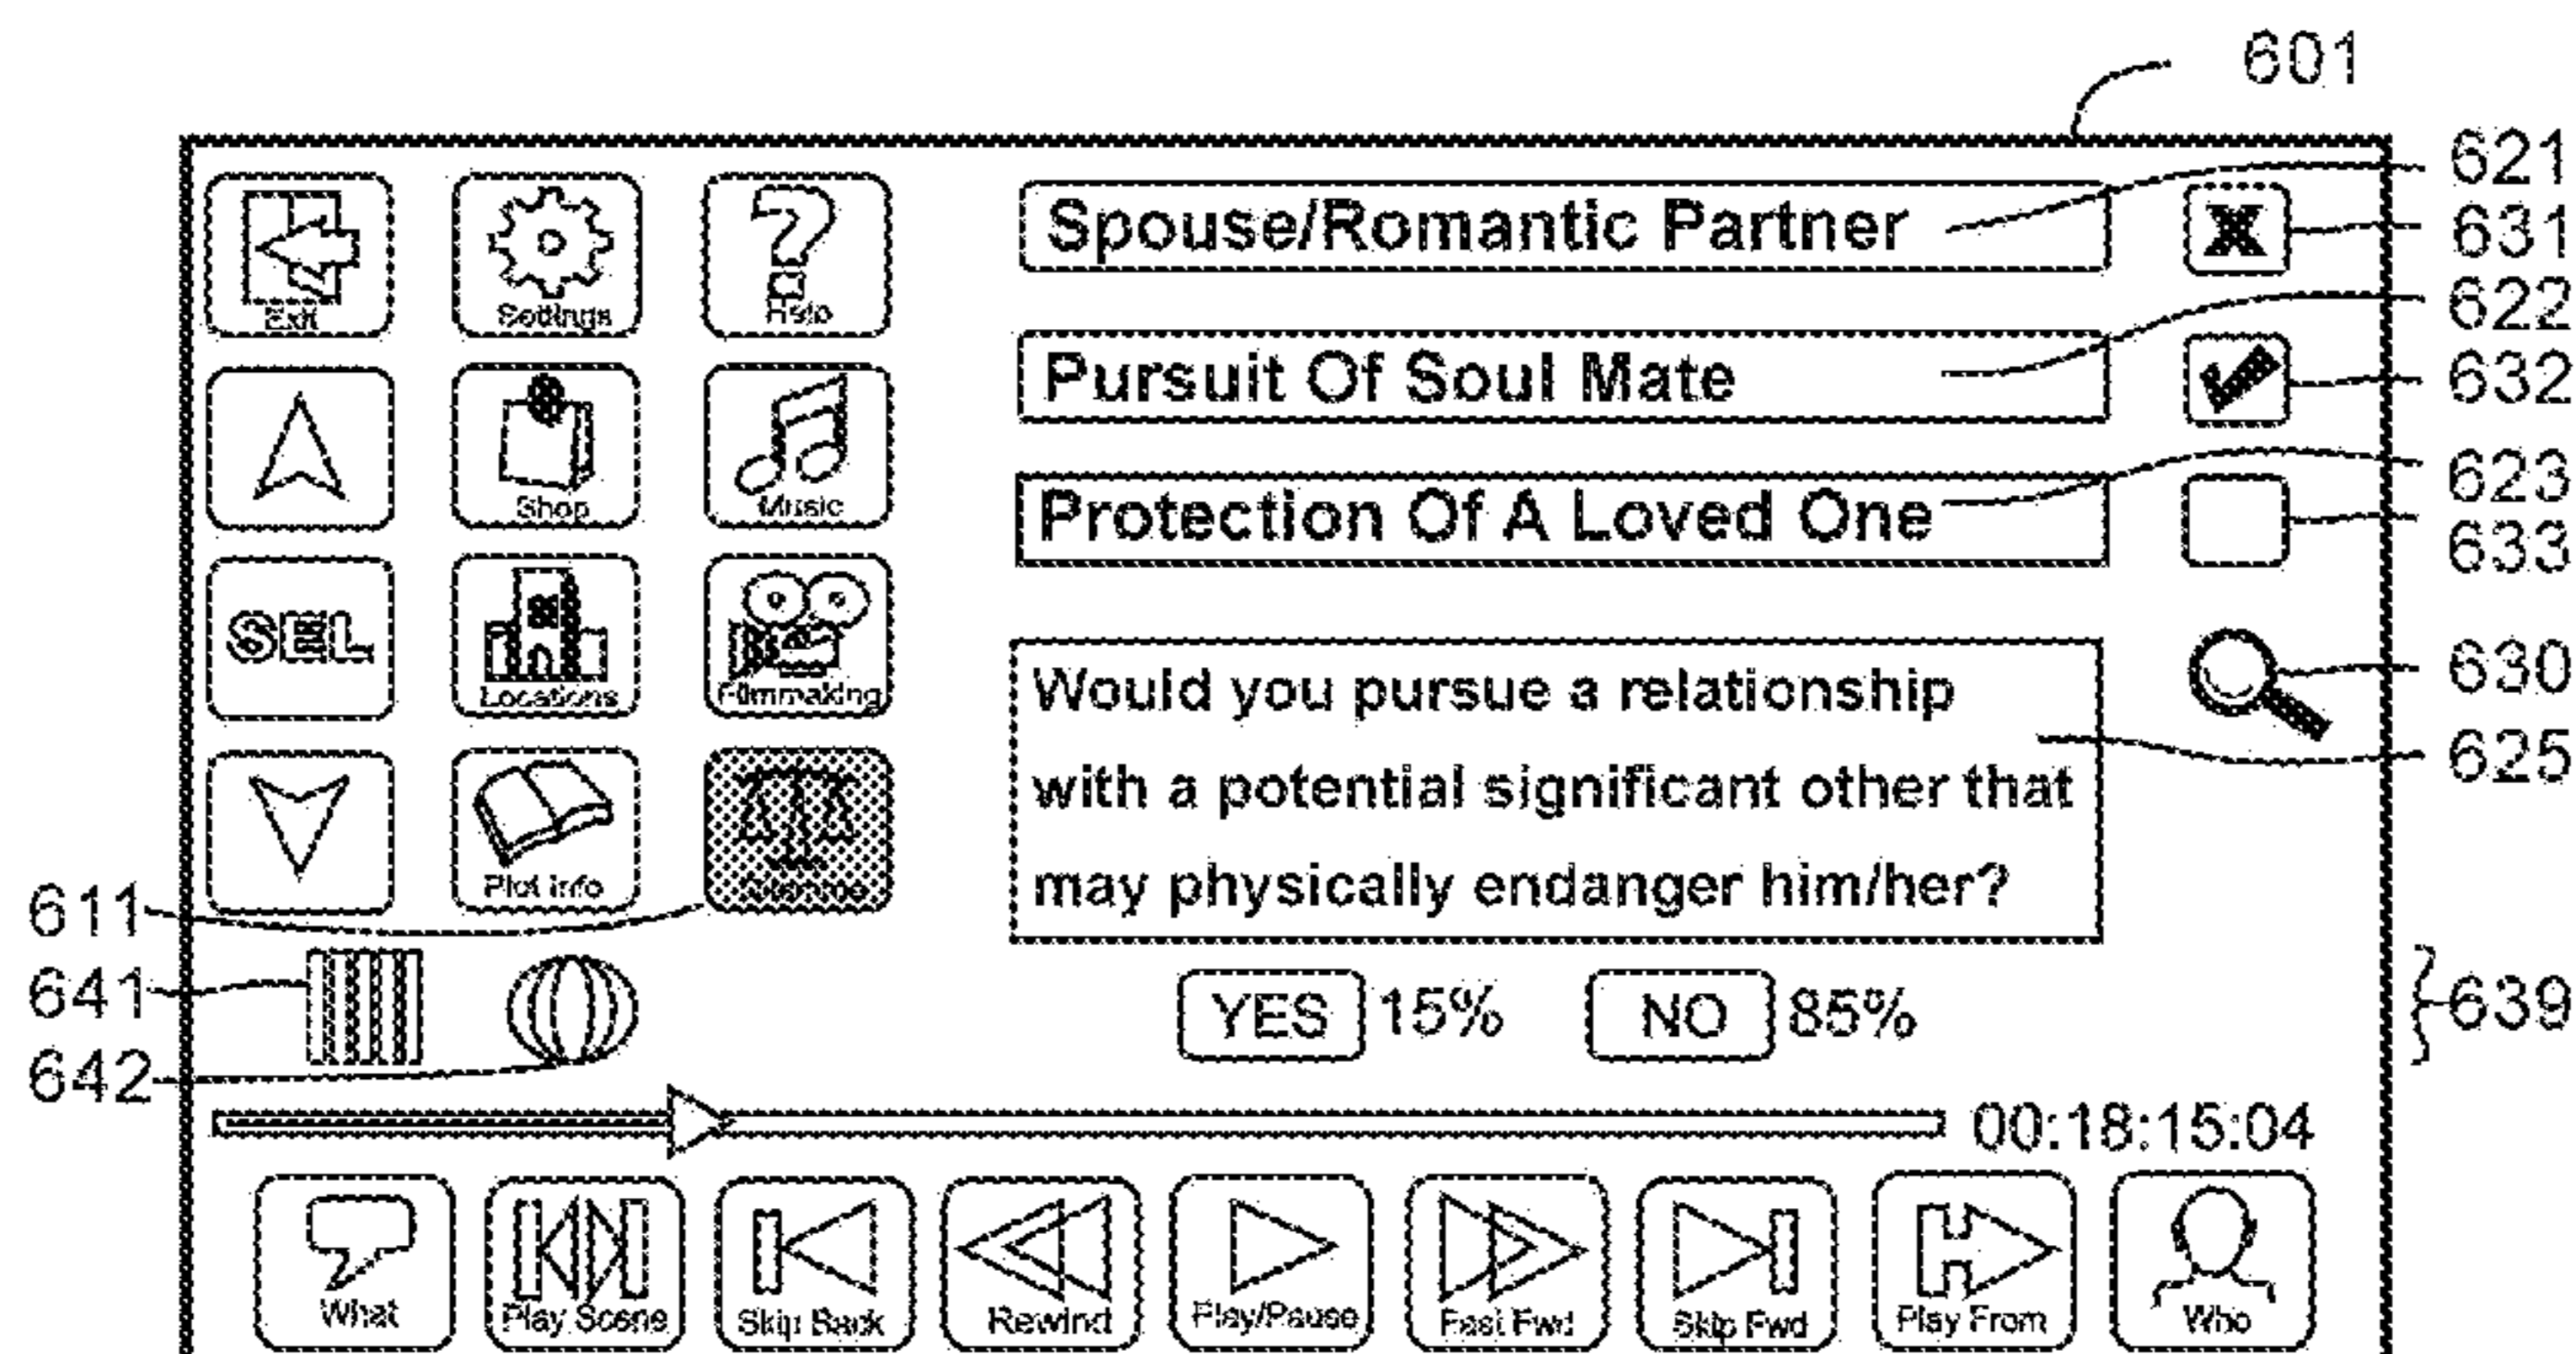 601
Spouse/Romantic Partner
621
631
Exit
Settings
Help
622
Pursuit Of Soul Mate
632
Protection Of A Loved One
623
633
Shop
Music
SEL
630
Locations
Filmmaking
Would you pursue a relationship
with a potential significant other that
may physically endanger him/her?
625
Plot info
Dilemma
611
641
YES 15% NO 85%
639
642
00:18:15:04
What Play Scene Skip Back Rewind Play/Pause Fast Fwd Skip Fwd Play From Who